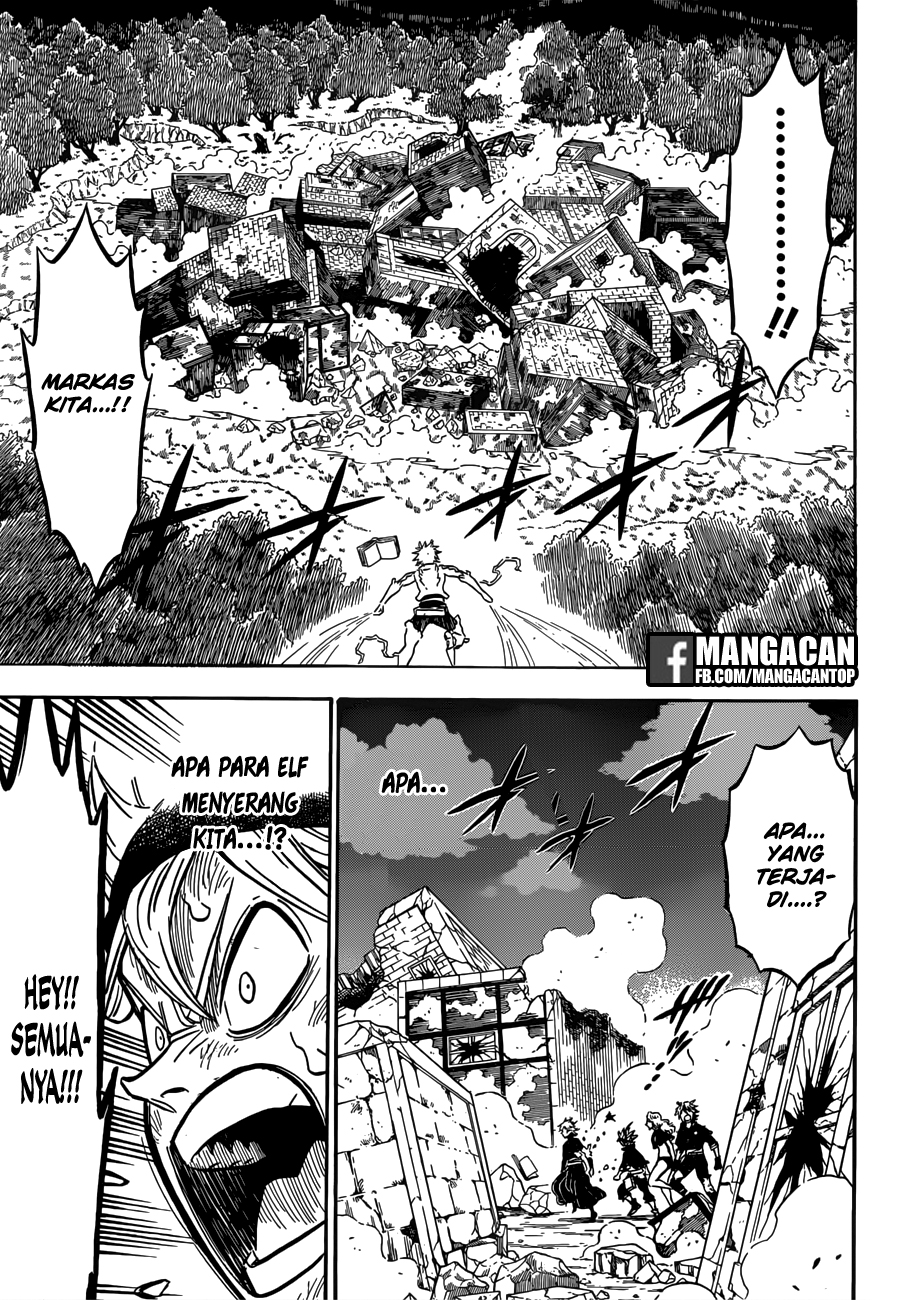 ...........!!
MARKAS
KITA...!!
f MANGACAN
FB.COM/MANGACANTOP
APA...
YANG
TERJA-
DI....?
APA...
APA PARA ELF
MENYERANG
KITA...!?
HEY!!
SEMUA-
NYA!!!